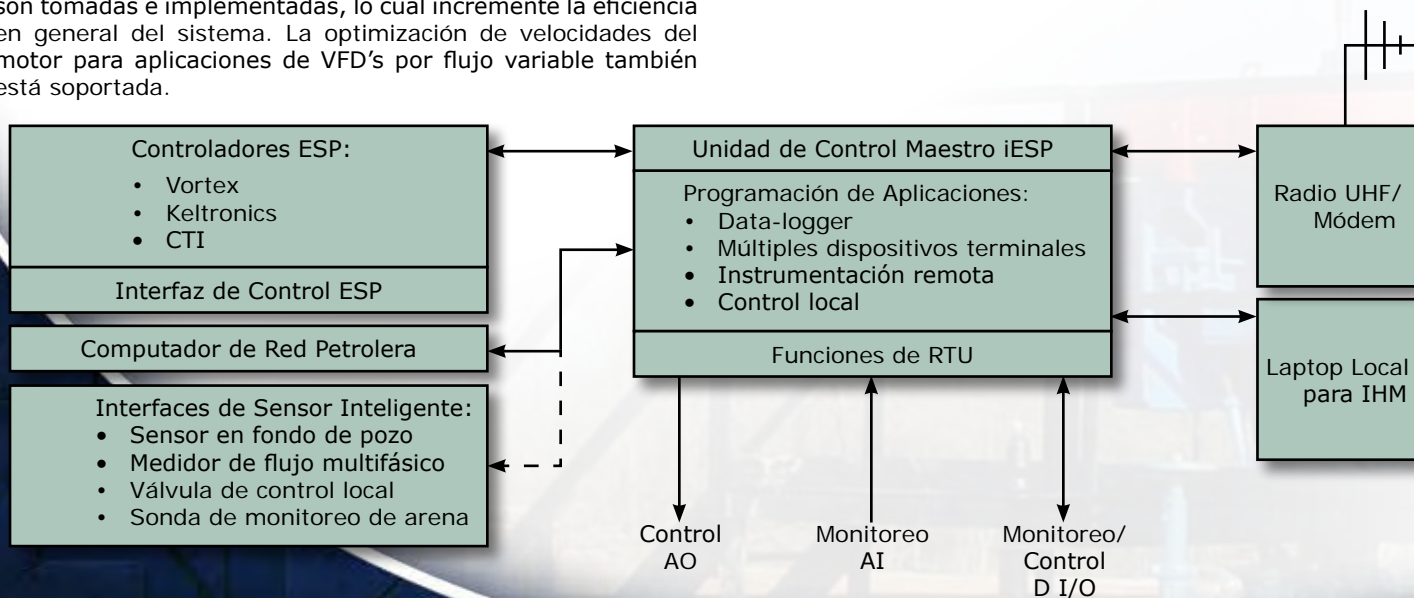 son tomadas e implementadas, lo cual incremente la eficiencia
en general del sistema. La optimización de velocidades del
motor para aplicaciones de VFD's por flujo variable también
está soportada.
Controladores ESP:
• Vortex
• Keltronics
• CTI
Interfaz de Control ESP
Computador de Red Petrolera
Interfaces de Sensor Inteligente:
• Sensor en fondo de pozo
• Medidor de flujo multifásico
• Válvula de control local
• Sonda de monitoreo de arena
Unidad de Control Maestro iESP
Programación de Aplicaciones:
• Data-logger
• Múltiples dispositivos terminales
• Instrumentación remota
• Control local
Funciones de RTU
Control
AO
Monitoreo
AI
Monitoreo/
Control
D I/O
Radio UHF/
Módem
Laptop Local
para IHM